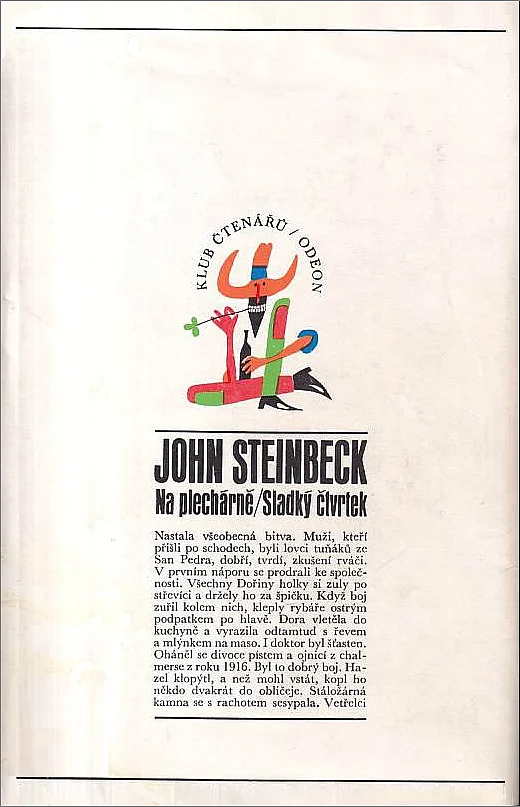 KLUB ČTENÁŘŮ / ODEON
JOHN STEINBECK
Na plechárně/Sladký čtvrtek
Nastala všeobecná bitva. Muži, kteří
přišli po schodech, byli lovci tuňáků ze
San Pedra, dobří, tvrdí, zkušení rváči.
V prvním náporu se prodrali ke společ-
nosti. Všechny Dořiny holky si zuly po
střevíci a držely ho za špičku. Když boj
zuřil kolem nich, kleply rybáře ostrým
podpatkem po hlavě. Dora vletěla do
kuchyně a vyrazila odtamtud s řevem
a mlýnkem na maso. I doktor byl šťasten.
Oháněl se divoce pístem a ojnicí z chal-
merse z roku 1916. Byl to dobrý boj. Ha-
zel klopýtl, a než mohl vstát, kopl ho
někdo dvakrát do obličeje. Stáložárná
kamna se s rachotem sesypala. Vetřelci